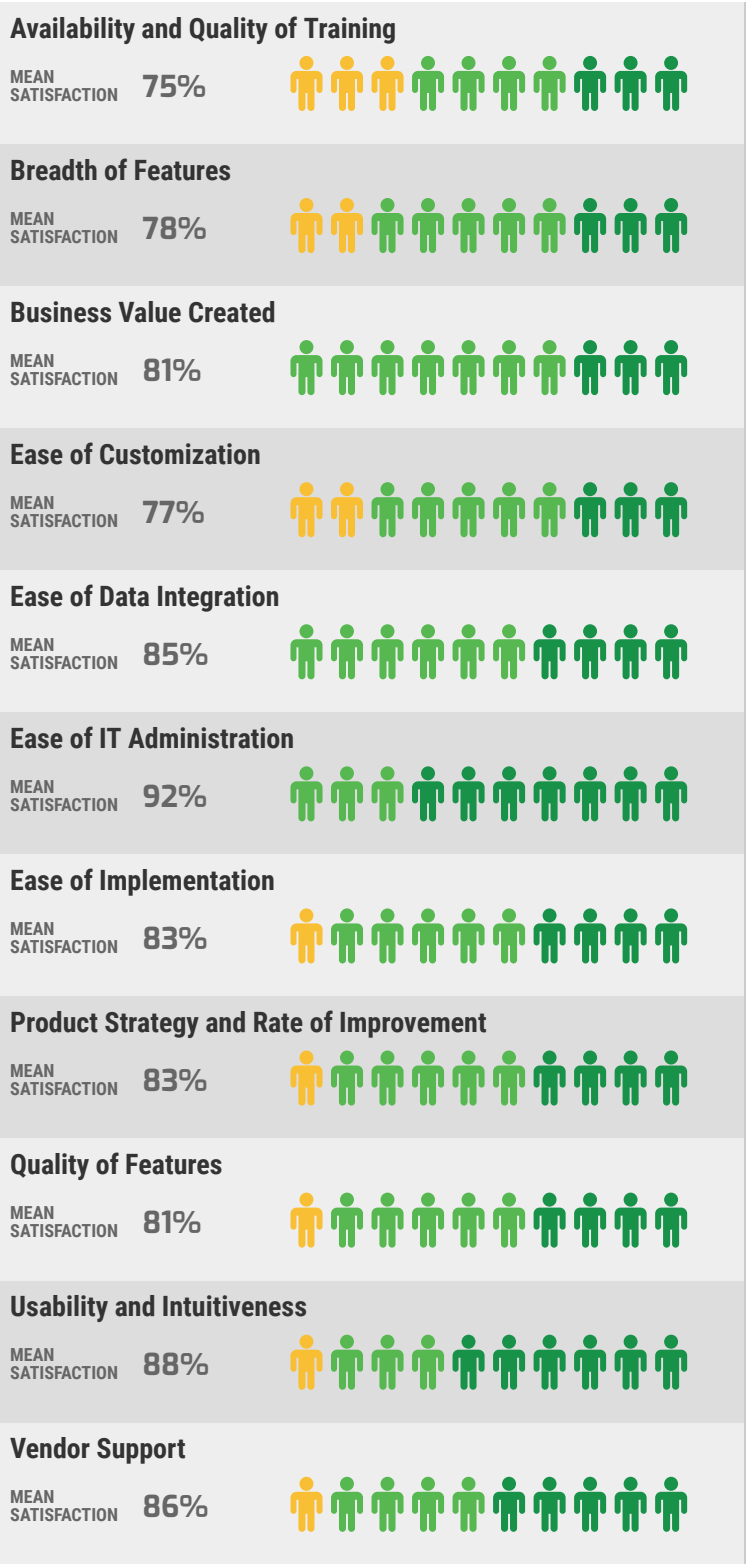 Availability and Quality of Training
MEAN
SATISFACTION 75%
Breadth of Features
MEAN
SATISFACTION 78%
Business Value Created
MEAN
SATISFACTION 81%
Ease of Customization
MEAN
SATISFACTION 77%
Ease of Data Integration
MEAN
SATISFACTION 85%
Ease of IT Administration
MEAN
SATISFACTION 92%
Ease of Implementation
MEAN
SATISFACTION 83%
Product Strategy and Rate of Improvement
MEAN
SATISFACTION 83%
Quality of Features
MEAN
SATISFACTION 81%
Usability and Intuitiveness
MEAN
SATISFACTION 88%
Vendor Support
MEAN
SATISFACTION 86%